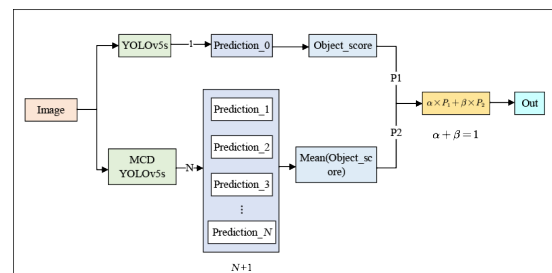 YOLOv5s
1
Prediction_0
Object_score
P1
Image
Prediction_1
α×P₁+β×P₂
Out
Prediction_2
P2
α+β=1
MCD
YOLOv5s
N
Mean(Object_sc
ore)
Prediction_3
⋮
Prediction_N
N+1